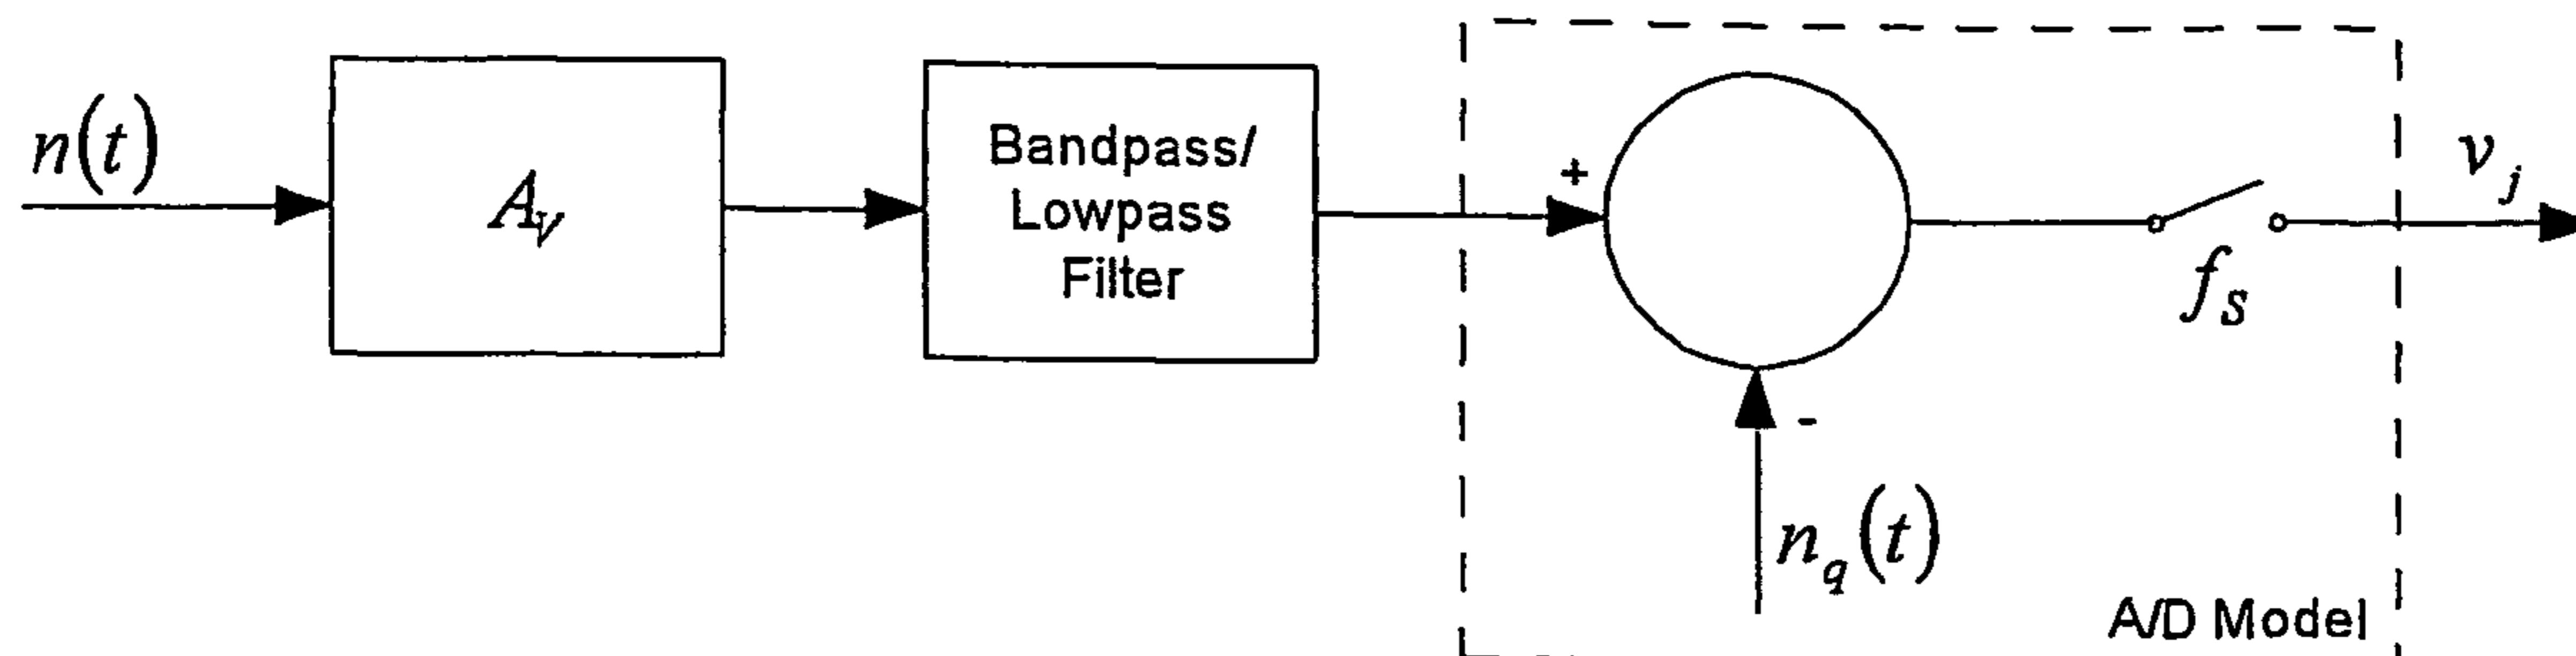 n(t)
A_V
Bandpass/
Lowpass
Filter
+
-
n_q(t)
f_S
v_j
A/D Model